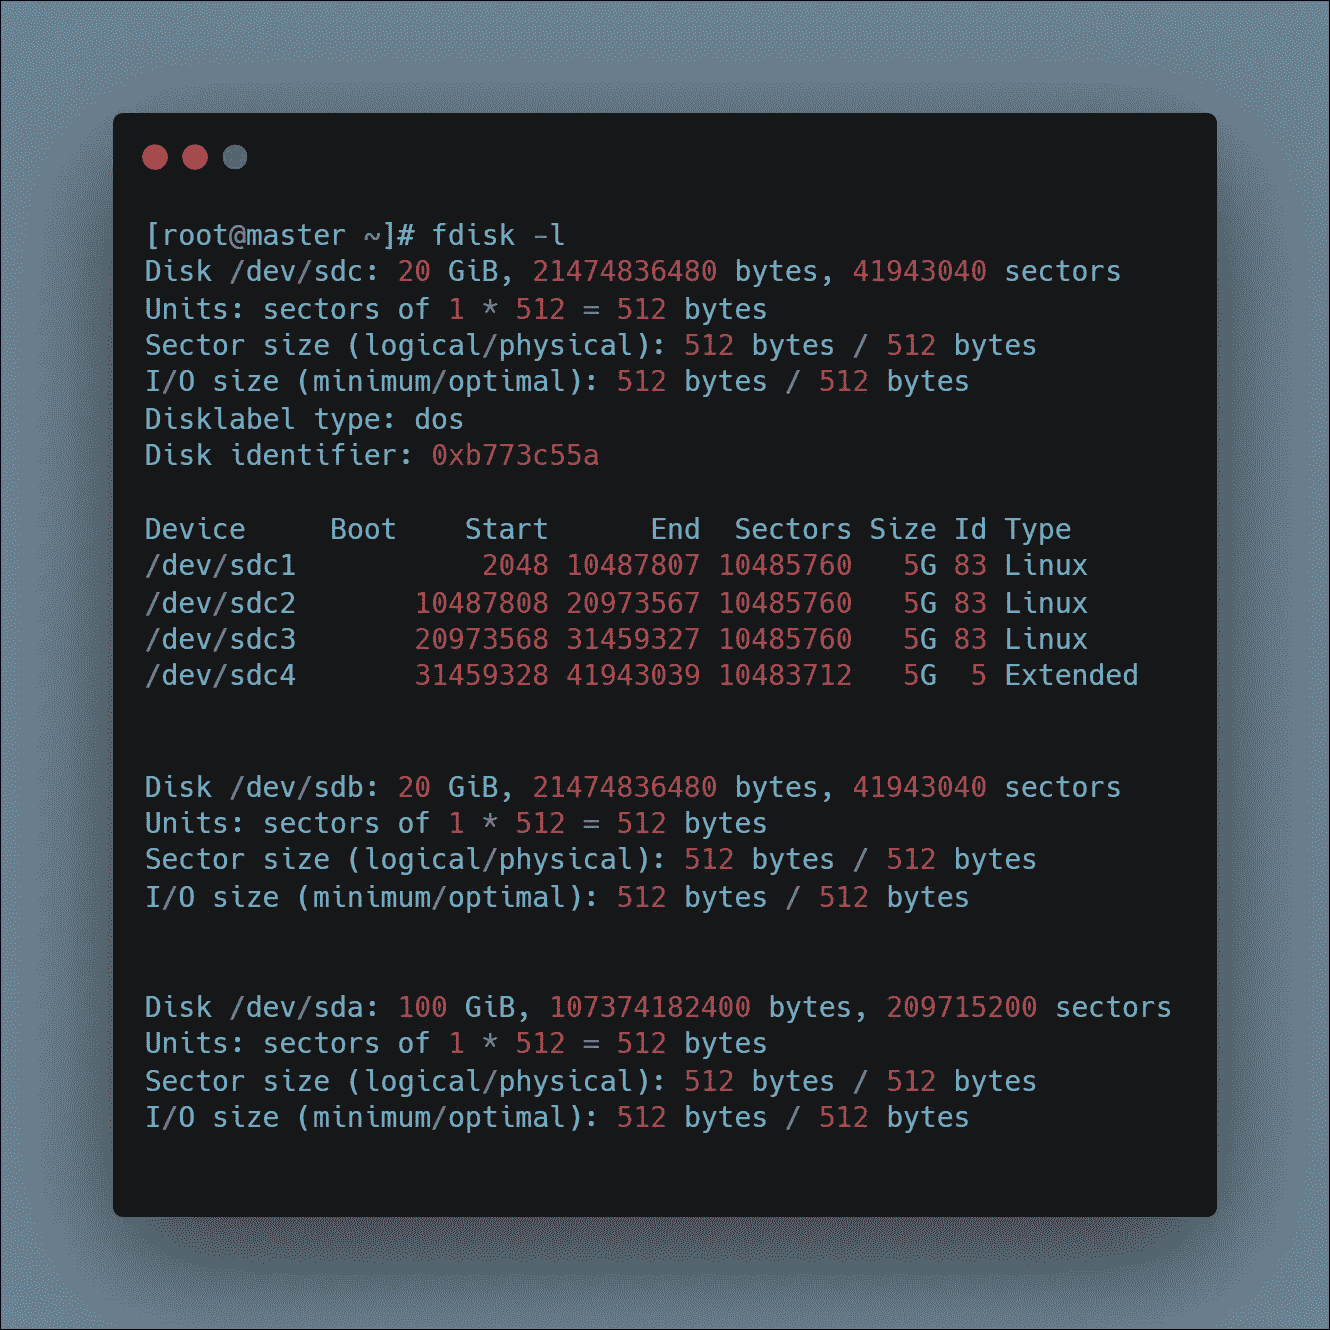 [root@master ~]# fdisk -l
Disk /dev/sdc: 20 GiB, 21474836480 bytes, 41943040 sectors
Units: sectors of 1 * 512 = 512 bytes
Sector size (logical/physical): 512 bytes / 512 bytes
I/O size (minimum/optimal): 512 bytes / 512 bytes
Disklabel type: dos
Disk identifier: 0xb773c55a
Device     Boot    Start      End  Sectors Size Id Type
/dev/sdc1           2048 10487807 10485760   5G 83 Linux
/dev/sdc2       10487808 20973567 10485760   5G 83 Linux
/dev/sdc3       20973568 31459327 10485760   5G 83 Linux
/dev/sdc4       31459328 41943039 10483712   5G  5 Extended
Disk /dev/sdb: 20 GiB, 21474836480 bytes, 41943040 sectors
Units: sectors of 1 * 512 = 512 bytes
Sector size (logical/physical): 512 bytes / 512 bytes
I/O size (minimum/optimal): 512 bytes / 512 bytes
Disk /dev/sda: 100 GiB, 107374182400 bytes, 209715200 sectors
Units: sectors of 1 * 512 = 512 bytes
Sector size (logical/physical): 512 bytes / 512 bytes
I/O size (minimum/optimal): 512 bytes / 512 bytes